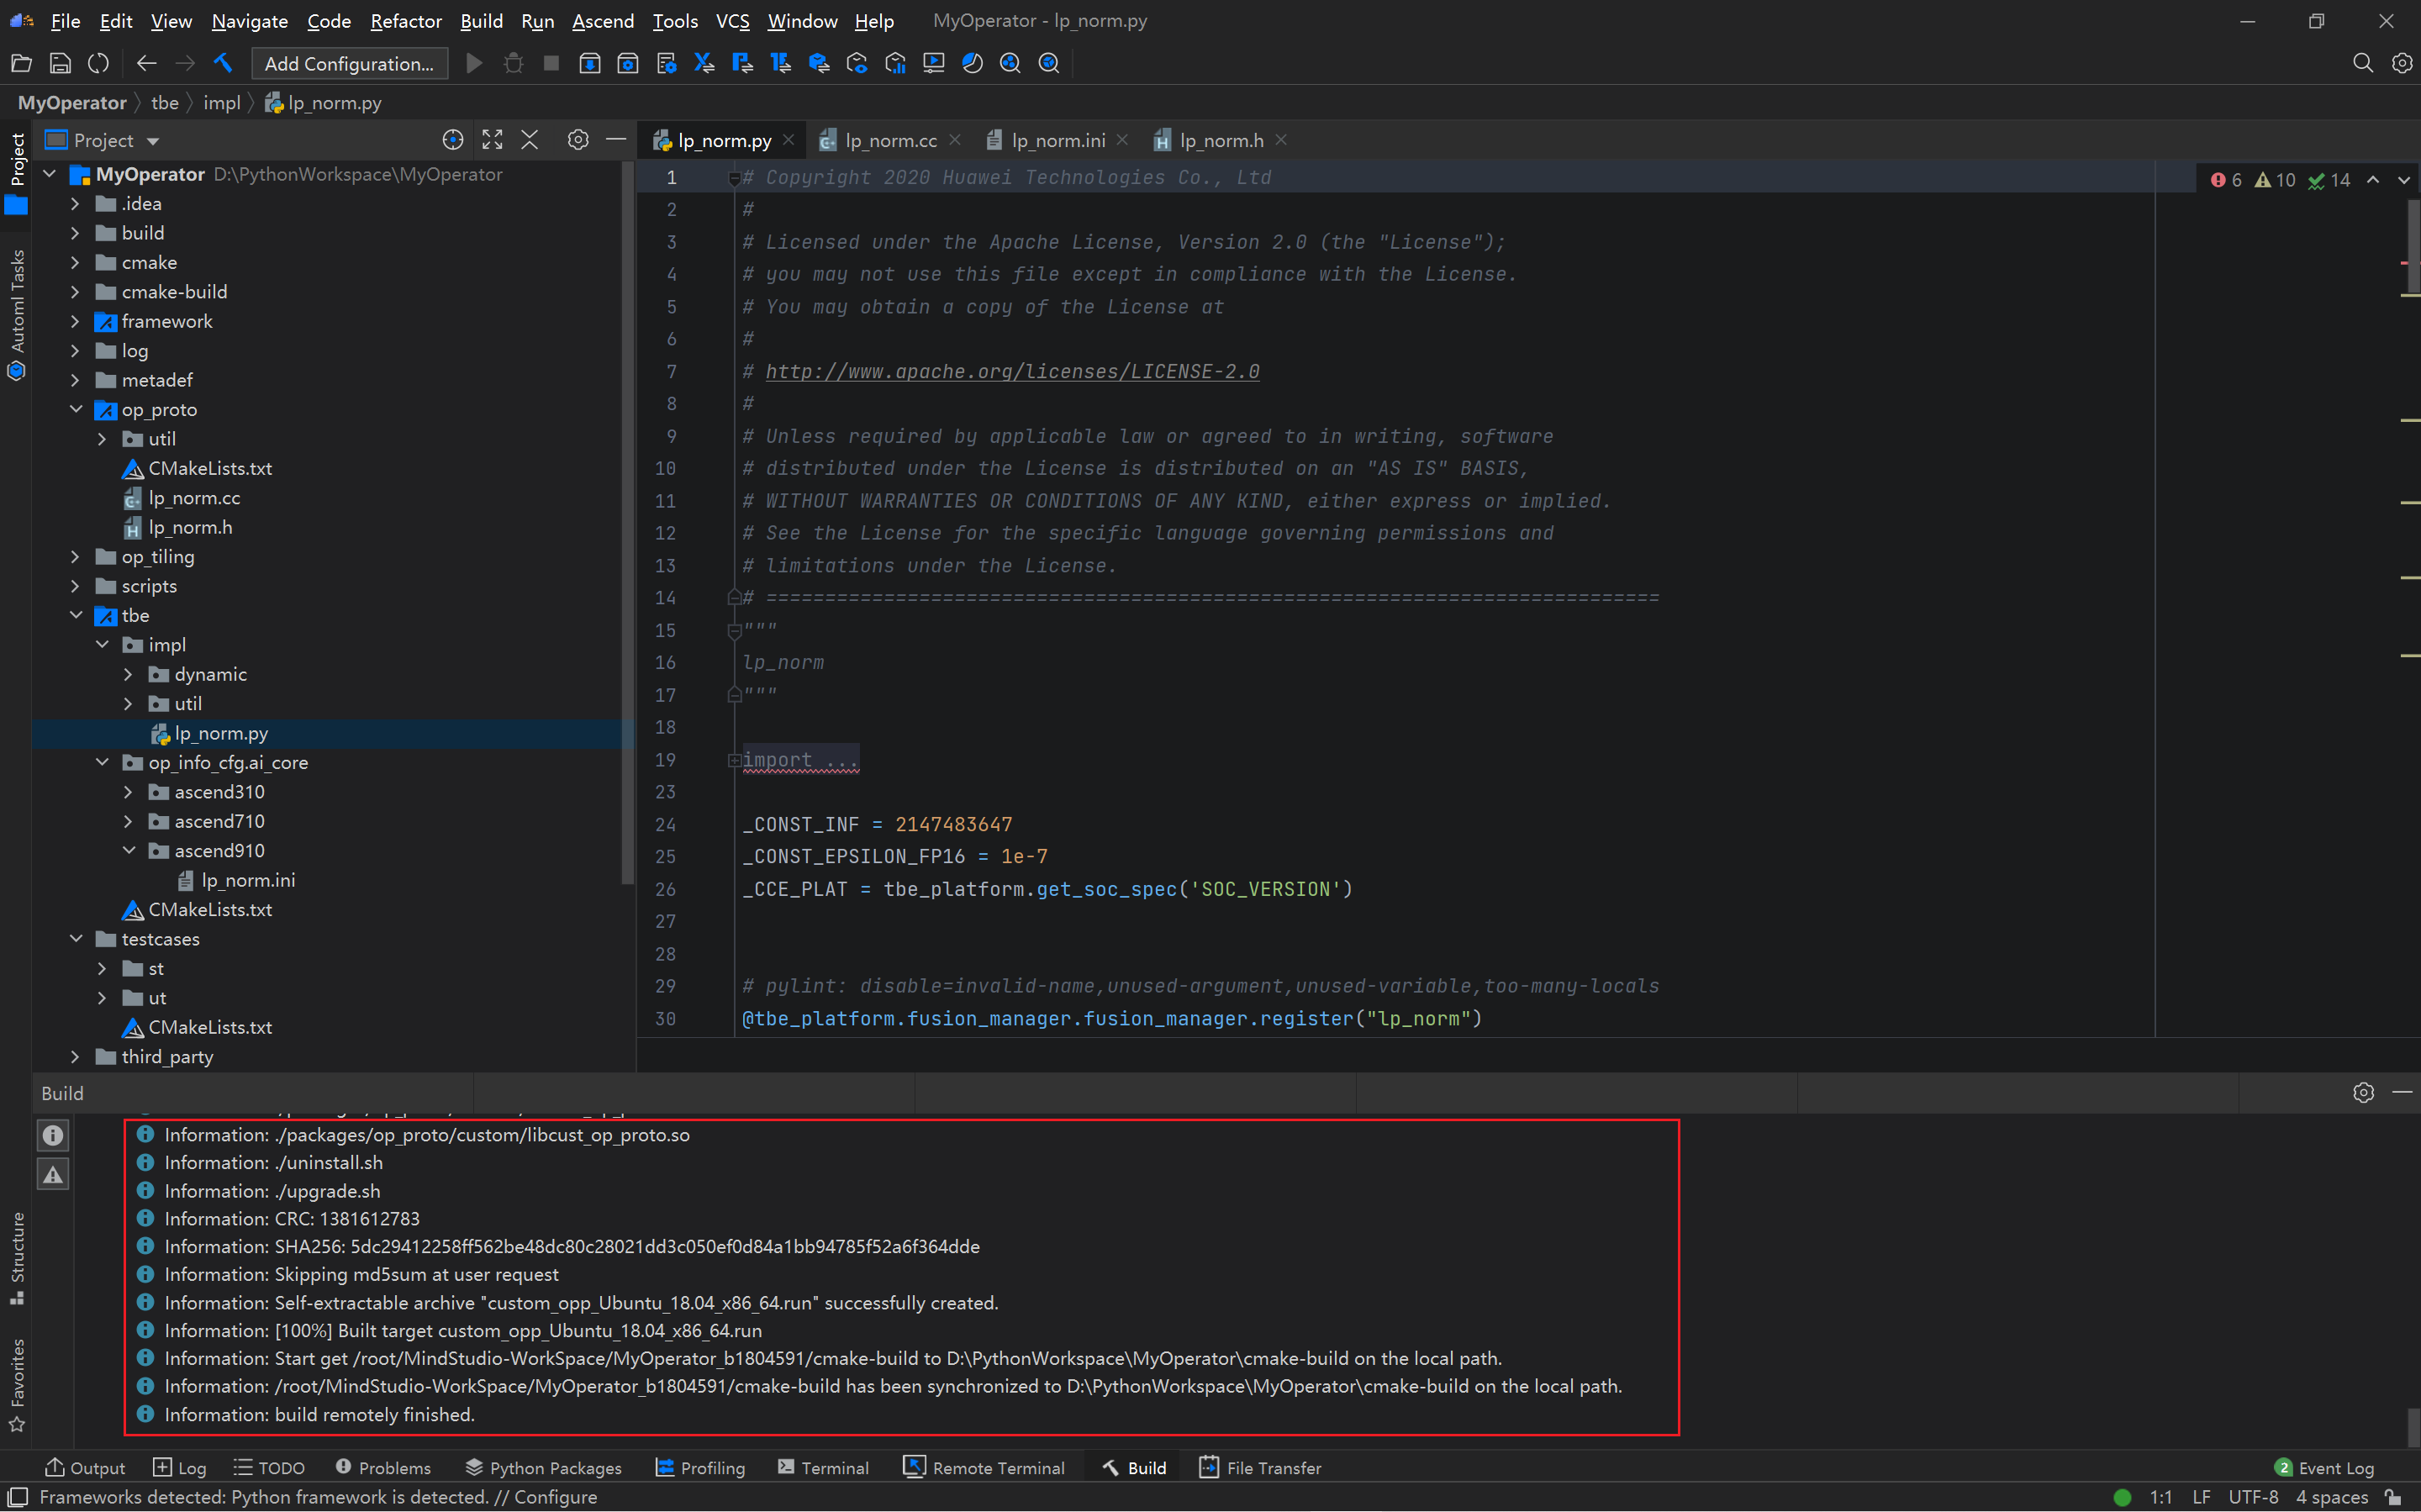 File Edit View Navigate Code Refactor Build Run Ascend Tools VCS Window Help MyOperator - lp_norm.py
Add Configuration...
MyOperator tbe impl lp_norm.py
Project
lp_norm.py lp_norm.cc lp_norm.ini lp_norm.h
Project
Automl Tasks
Structure
Favorites
MyOperator D:\PythonWorkspace\MyOperator
.idea
build
cmake
cmake-build
framework
log
metadef
op_proto
util
CMakeLists.txt
lp_norm.cc
lp_norm.h
op_tiling
scripts
tbe
impl
dynamic
util
lp_norm.py
op_info_cfg.ai_core
ascend310
ascend710
ascend910
lp_norm.ini
CMakeLists.txt
testcases
st
ut
CMakeLists.txt
third_party
6 10 14
1 # Copyright 2020 Huawei Technologies Co., Ltd
2 #
3 # Licensed under the Apache License, Version 2.0 (the "License");
4 # you may not use this file except in compliance with the License.
5 # You may obtain a copy of the License at
6 #
7 # http://www.apache.org/licenses/LICENSE-2.0
8 #
9 # Unless required by applicable law or agreed to in writing, software
10 # distributed under the License is distributed on an "AS IS" BASIS,
11 # WITHOUT WARRANTIES OR CONDITIONS OF ANY KIND, either express or implied.
12 # See the License for the specific language governing permissions and
13 # limitations under the License.
14 # ============================================================================
15 """
16 lp_norm
17 """
18
19 import ...
23
24 _CONST_INF = 2147483647
25 _CONST_EPSILON_FP16 = 1e-7
26 _CCE_PLAT = tbe_platform.get_soc_spec('SOC_VERSION')
27
28
29 # pylint: disable=invalid-name,unused-argument,unused-variable,too-many-locals
30 @tbe_platform.fusion_manager.fusion_manager.register("lp_norm")
Build
Information: ./packages/op_proto/custom/libcust_op_proto.so
Information: ./uninstall.sh
Information: ./upgrade.sh
Information: CRC: 1381612783
Information: SHA256: 5dc29412258ff562be48dc80c28021dd3c050ef0d84a1bb94785f52a6f364dde
Information: Skipping md5sum at user request
Information: Self-extractable archive "custom_opp_Ubuntu_18.04_x86_64.run" successfully created.
Information: [100%] Built target custom_opp_Ubuntu_18.04_x86_64.run
Information: Start get /root/MindStudio-WorkSpace/MyOperator_b1804591/cmake-build to D:\PythonWorkspace\MyOperator\cmake-build on the local path.
Information: /root/MindStudio-WorkSpace/MyOperator_b1804591/cmake-build has been synchronized to D:\PythonWorkspace\MyOperator\cmake-build on the local path.
Information: build remotely finished.
Output Log TODO Problems Python Packages Profiling Terminal Remote Terminal Build File Transfer 2 Event Log
Frameworks detected: Python framework is detected. // Configure 1:1 LF UTF-8 4 spaces